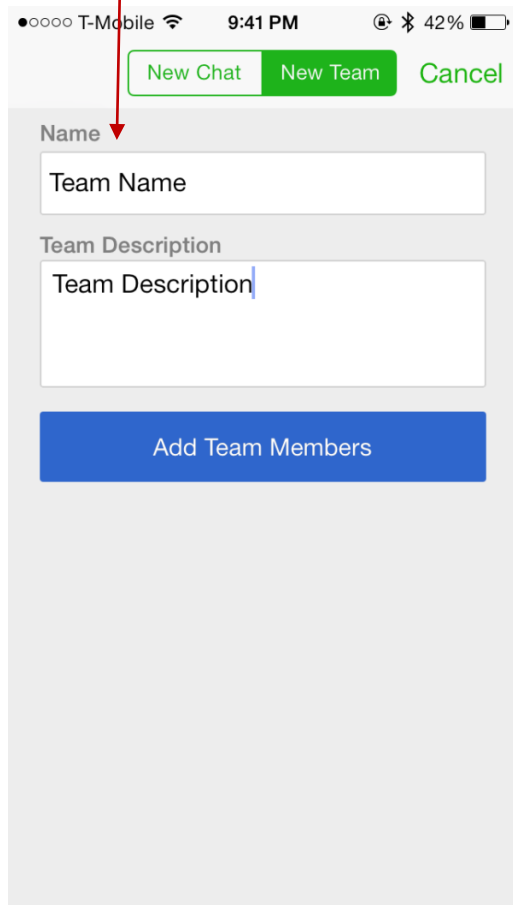 T-Mobile 9:41 PM 42%
New Chat New Team Cancel
Name
Team Name
Team Description
Team Description
Add Team Members